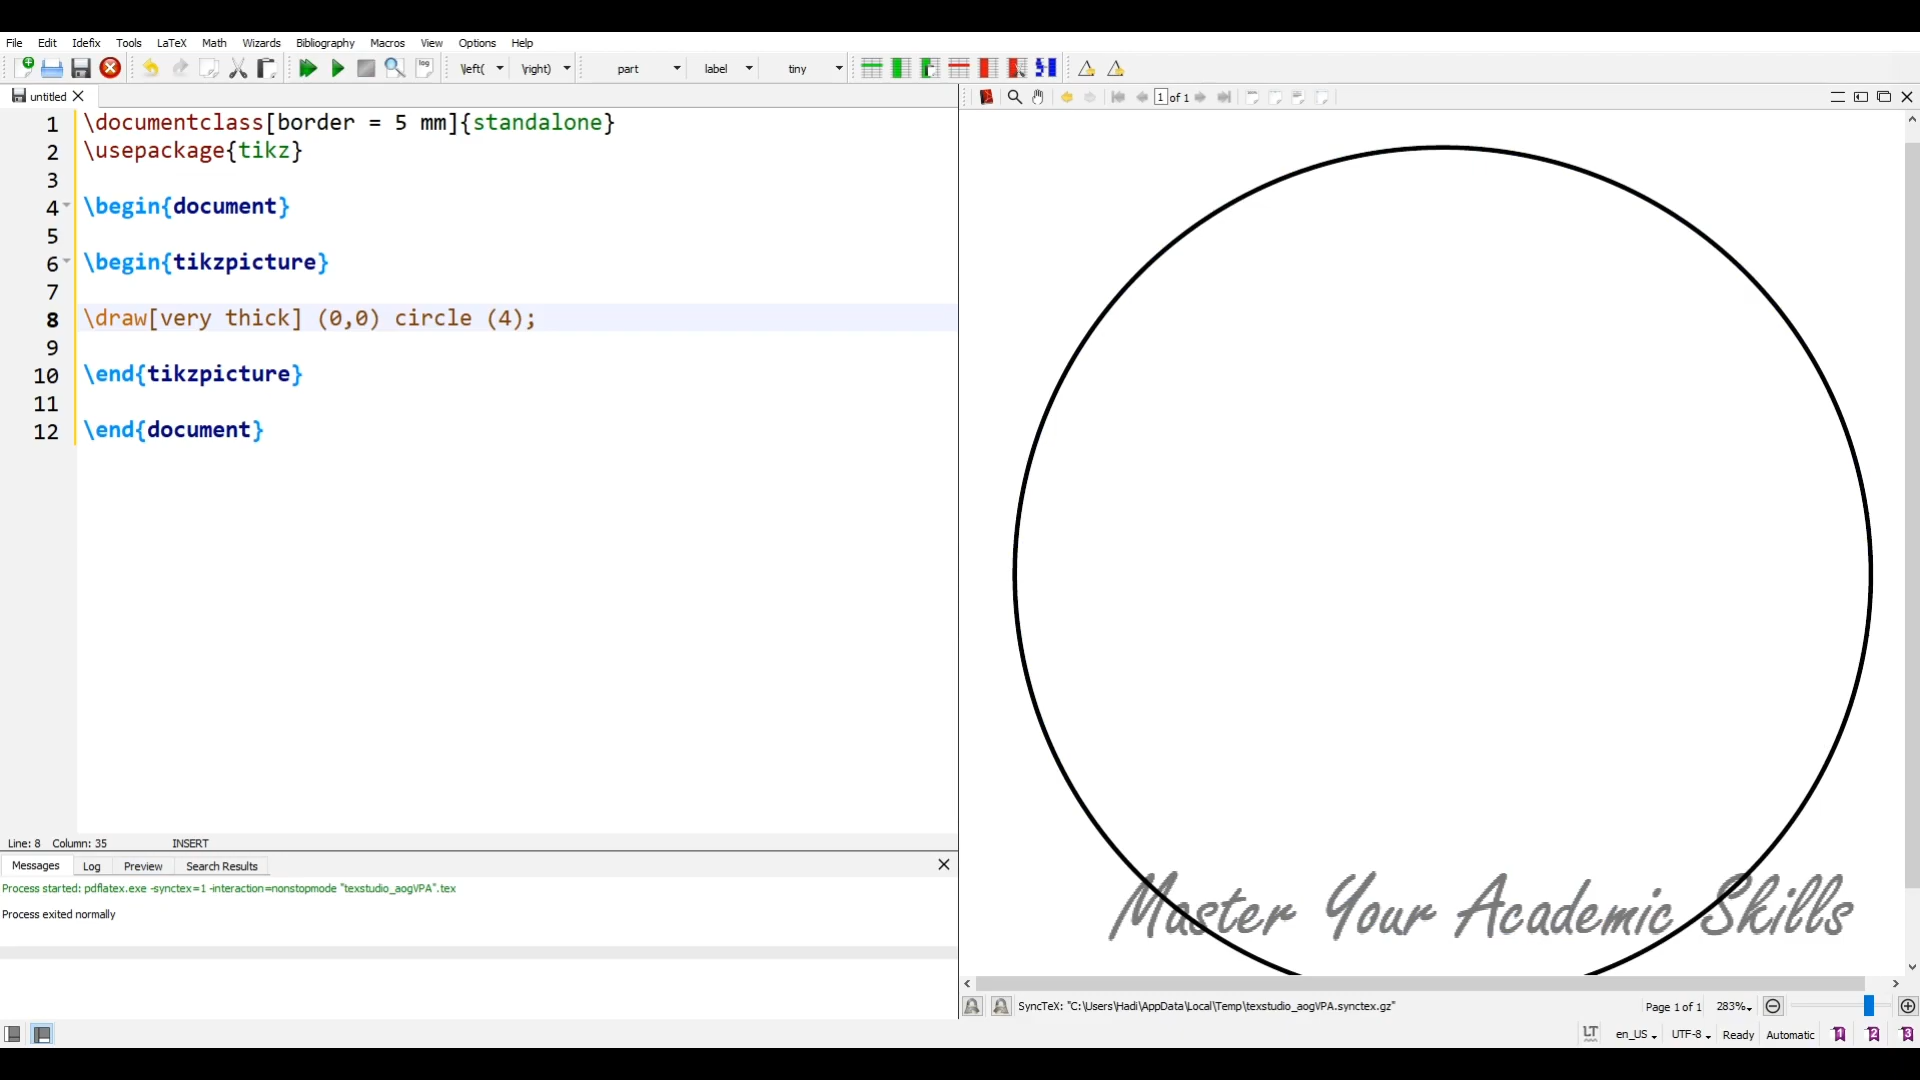 File Edit Idefix Tools LaTeX Math Wizards Bibliography Macros View Options Help
log \left( \right) part label tiny
untitled
1 of 1
1 \documentclass[border = 5 mm]{standalone}
2 \usepackage{tikz}
3
4 \begin{document}
5
6 \begin{tikzpicture}
7
8 \draw[very thick] (0,0) circle (4);
9
10 \end{tikzpicture}
11
12 \end{document}
Line: 8 Column: 35 INSERT
Messages Log Preview Search Results
Process started: pdflatex.exe -synctex=1 -interaction=nonstopmode "texstudio_aogVPA".tex
Process exited normally
Master Your Academic Skills
SyncTeX: "C:\Users\Hadi\AppData\Local\Temp\texstudio_aogVPA.synctex.gz"
Page 1 of 1 283%
LT en_US UTF-8 Ready Automatic 1 2 3